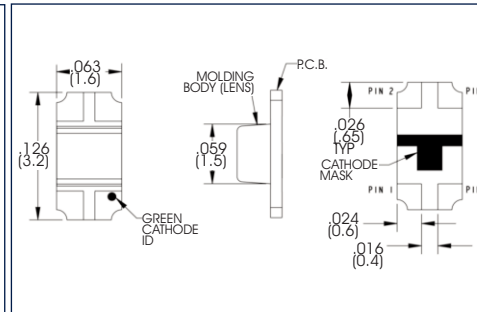 .063
(1.6)
.126
(3.2)
GREEN
CATHODE
ID
MOLDING
BODY (LENS)
P.C.B.
.059
(1.5)
PIN 2
.026
(.65)
TYP
CATHODE
MASK
PIN 1
.024
(0.6)
.016
(0.4)